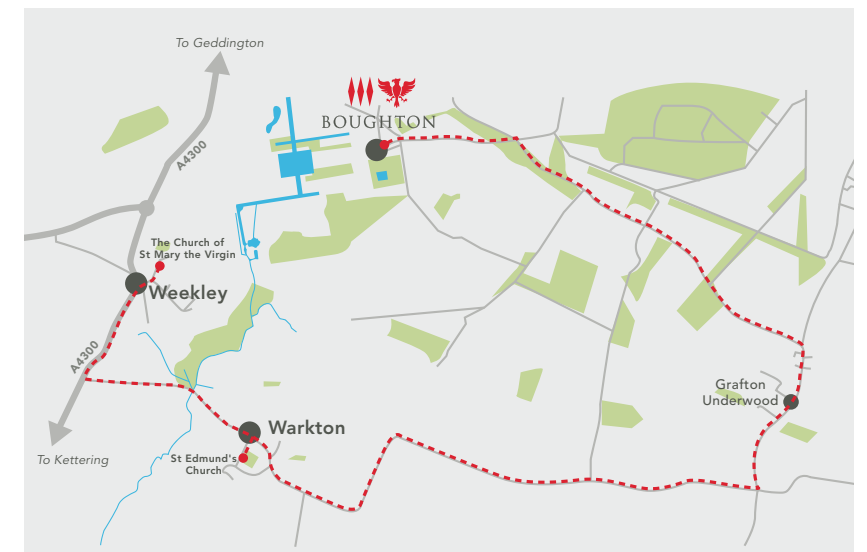 To Geddington
BOUGHTON
A4300
The Church of
St Mary the Virgin
Weekley
A4300
Grafton
Underwood
Warkton
To Kettering
St Edmund's
Church